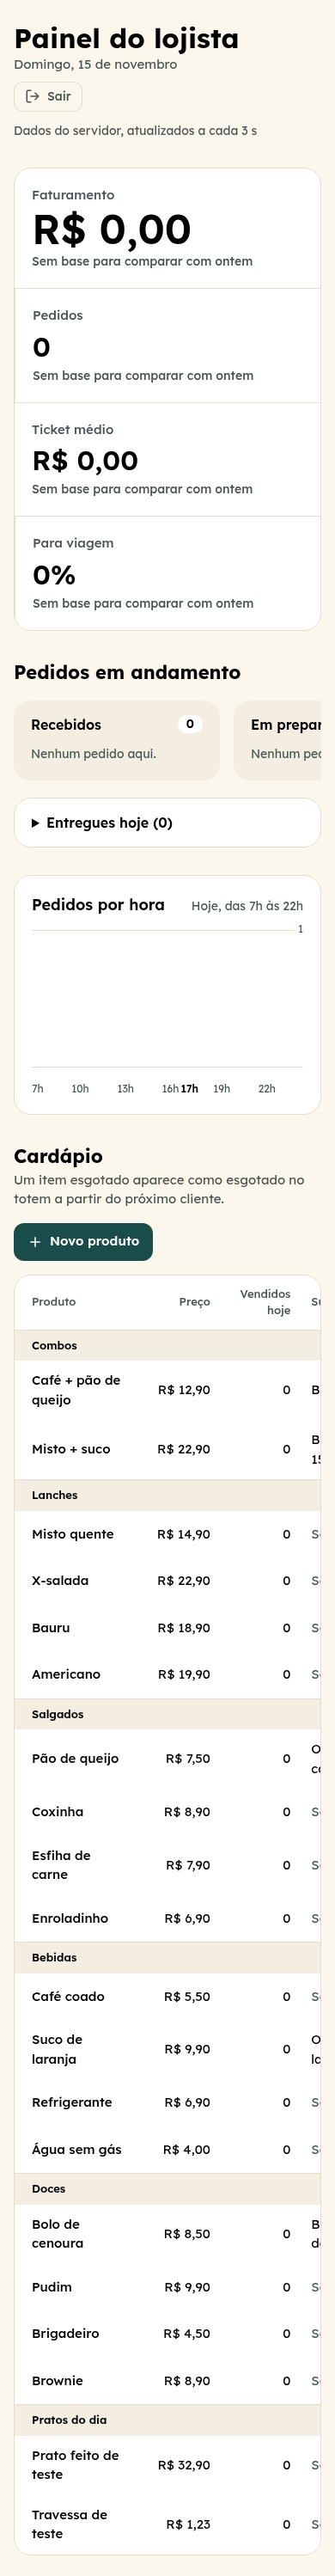 Painel do lojista
Domingo, 15 de novembro
Sair
Dados do servidor, atualizados a cada 3 s
Faturamento
R$ 0,00
Sem base para comparar com ontem
Pedidos
0
Sem base para comparar com ontem
Ticket médio
R$ 0,00
Sem base para comparar com ontem
Para viagem
0%
Sem base para comparar com ontem
Pedidos em andamento
Recebidos 0
Nenhum pedido aqui.
Em
Nenhum
Entregues hoje (0)
Pedidos por hora Hoje, das 7h às 22h
1
7h 10h 13h 16h 17h 19h 22h
Cardápio
Um item esgotado aparece como esgotado no
totem a partir do próximo cliente.
+ Novo produto
Produto Preço Vendidos
hoje
Combos
Café + pão de
queijo
R$ 12,90 0
Misto + suco R$ 22,90 0
Lanches
Misto quente R$ 14,90 0
X-salada R$ 22,90 0
Bauru R$ 18,90 0
Americano R$ 19,90 0
Salgados
Pão de queijo R$ 7,50 0
Coxinha R$ 8,90 0
Esfiha de
carne
R$ 7,90 0
Enroladinho R$ 6,90 0
Bebidas
Café coado R$ 5,50 0
Suco de
laranja
R$ 9,90 0
Refrigerante R$ 6,90 0
Água sem gás R$ 4,00 0
Doces
Bolo de
cenoura
R$ 8,50 0
Pudim R$ 9,90 0
Brigadeiro R$ 4,50 0
Brownie R$ 8,90 0
Pratos do dia
Prato feito de
teste
R$ 32,90 0
Travessa de
teste
R$ 1,23 0